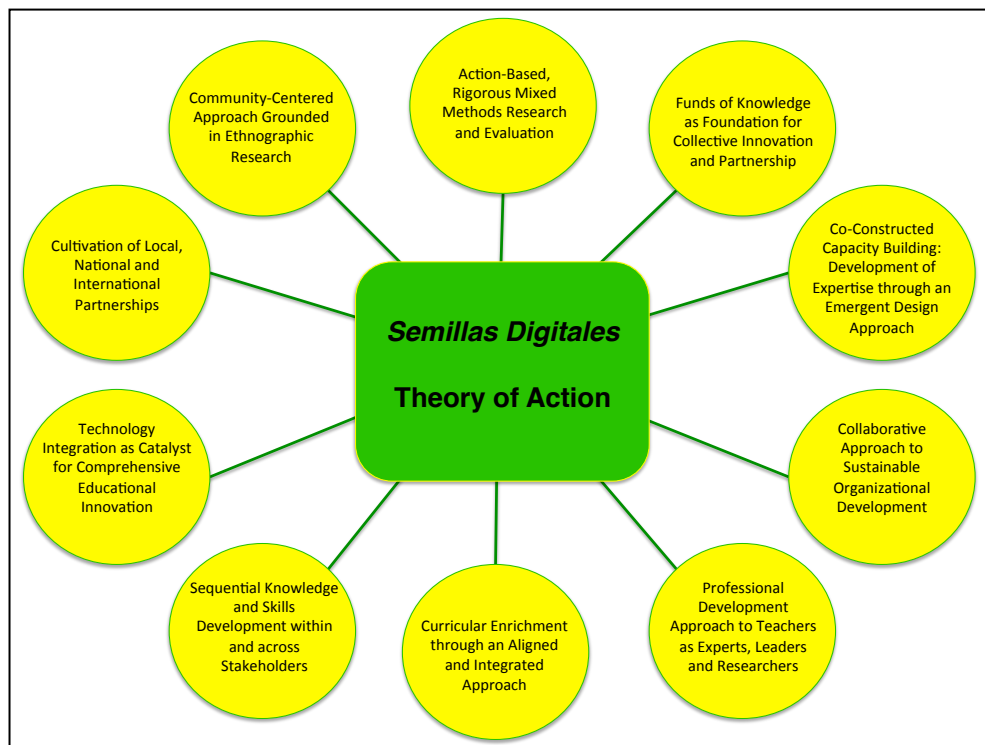 Action-Based,
Rigorous Mixed
Methods Research
and Evaluation
Community-Centered
Approach Grounded
in Ethnographic
Research
Funds of Knowledge
as Foundation for
Collective Innovation
and Partnership
Cultivation of Local,
National and
International
Partnerships
Co-Constructed
Capacity Building:
Development of
Expertise through an
Emergent Design
Approach
Semillas Digitales
Theory of Action
Technology
Integration as Catalyst
for Comprehensive
Educational
Innovation
Collaborative
Approach to
Sustainable
Organizational
Development
Sequential Knowledge
and Skills
Development within
and across
Stakeholders
Curricular Enrichment
through an Aligned
and Integrated
Approach
Professional
Development
Approach to Teachers
as Experts, Leaders
and Researchers